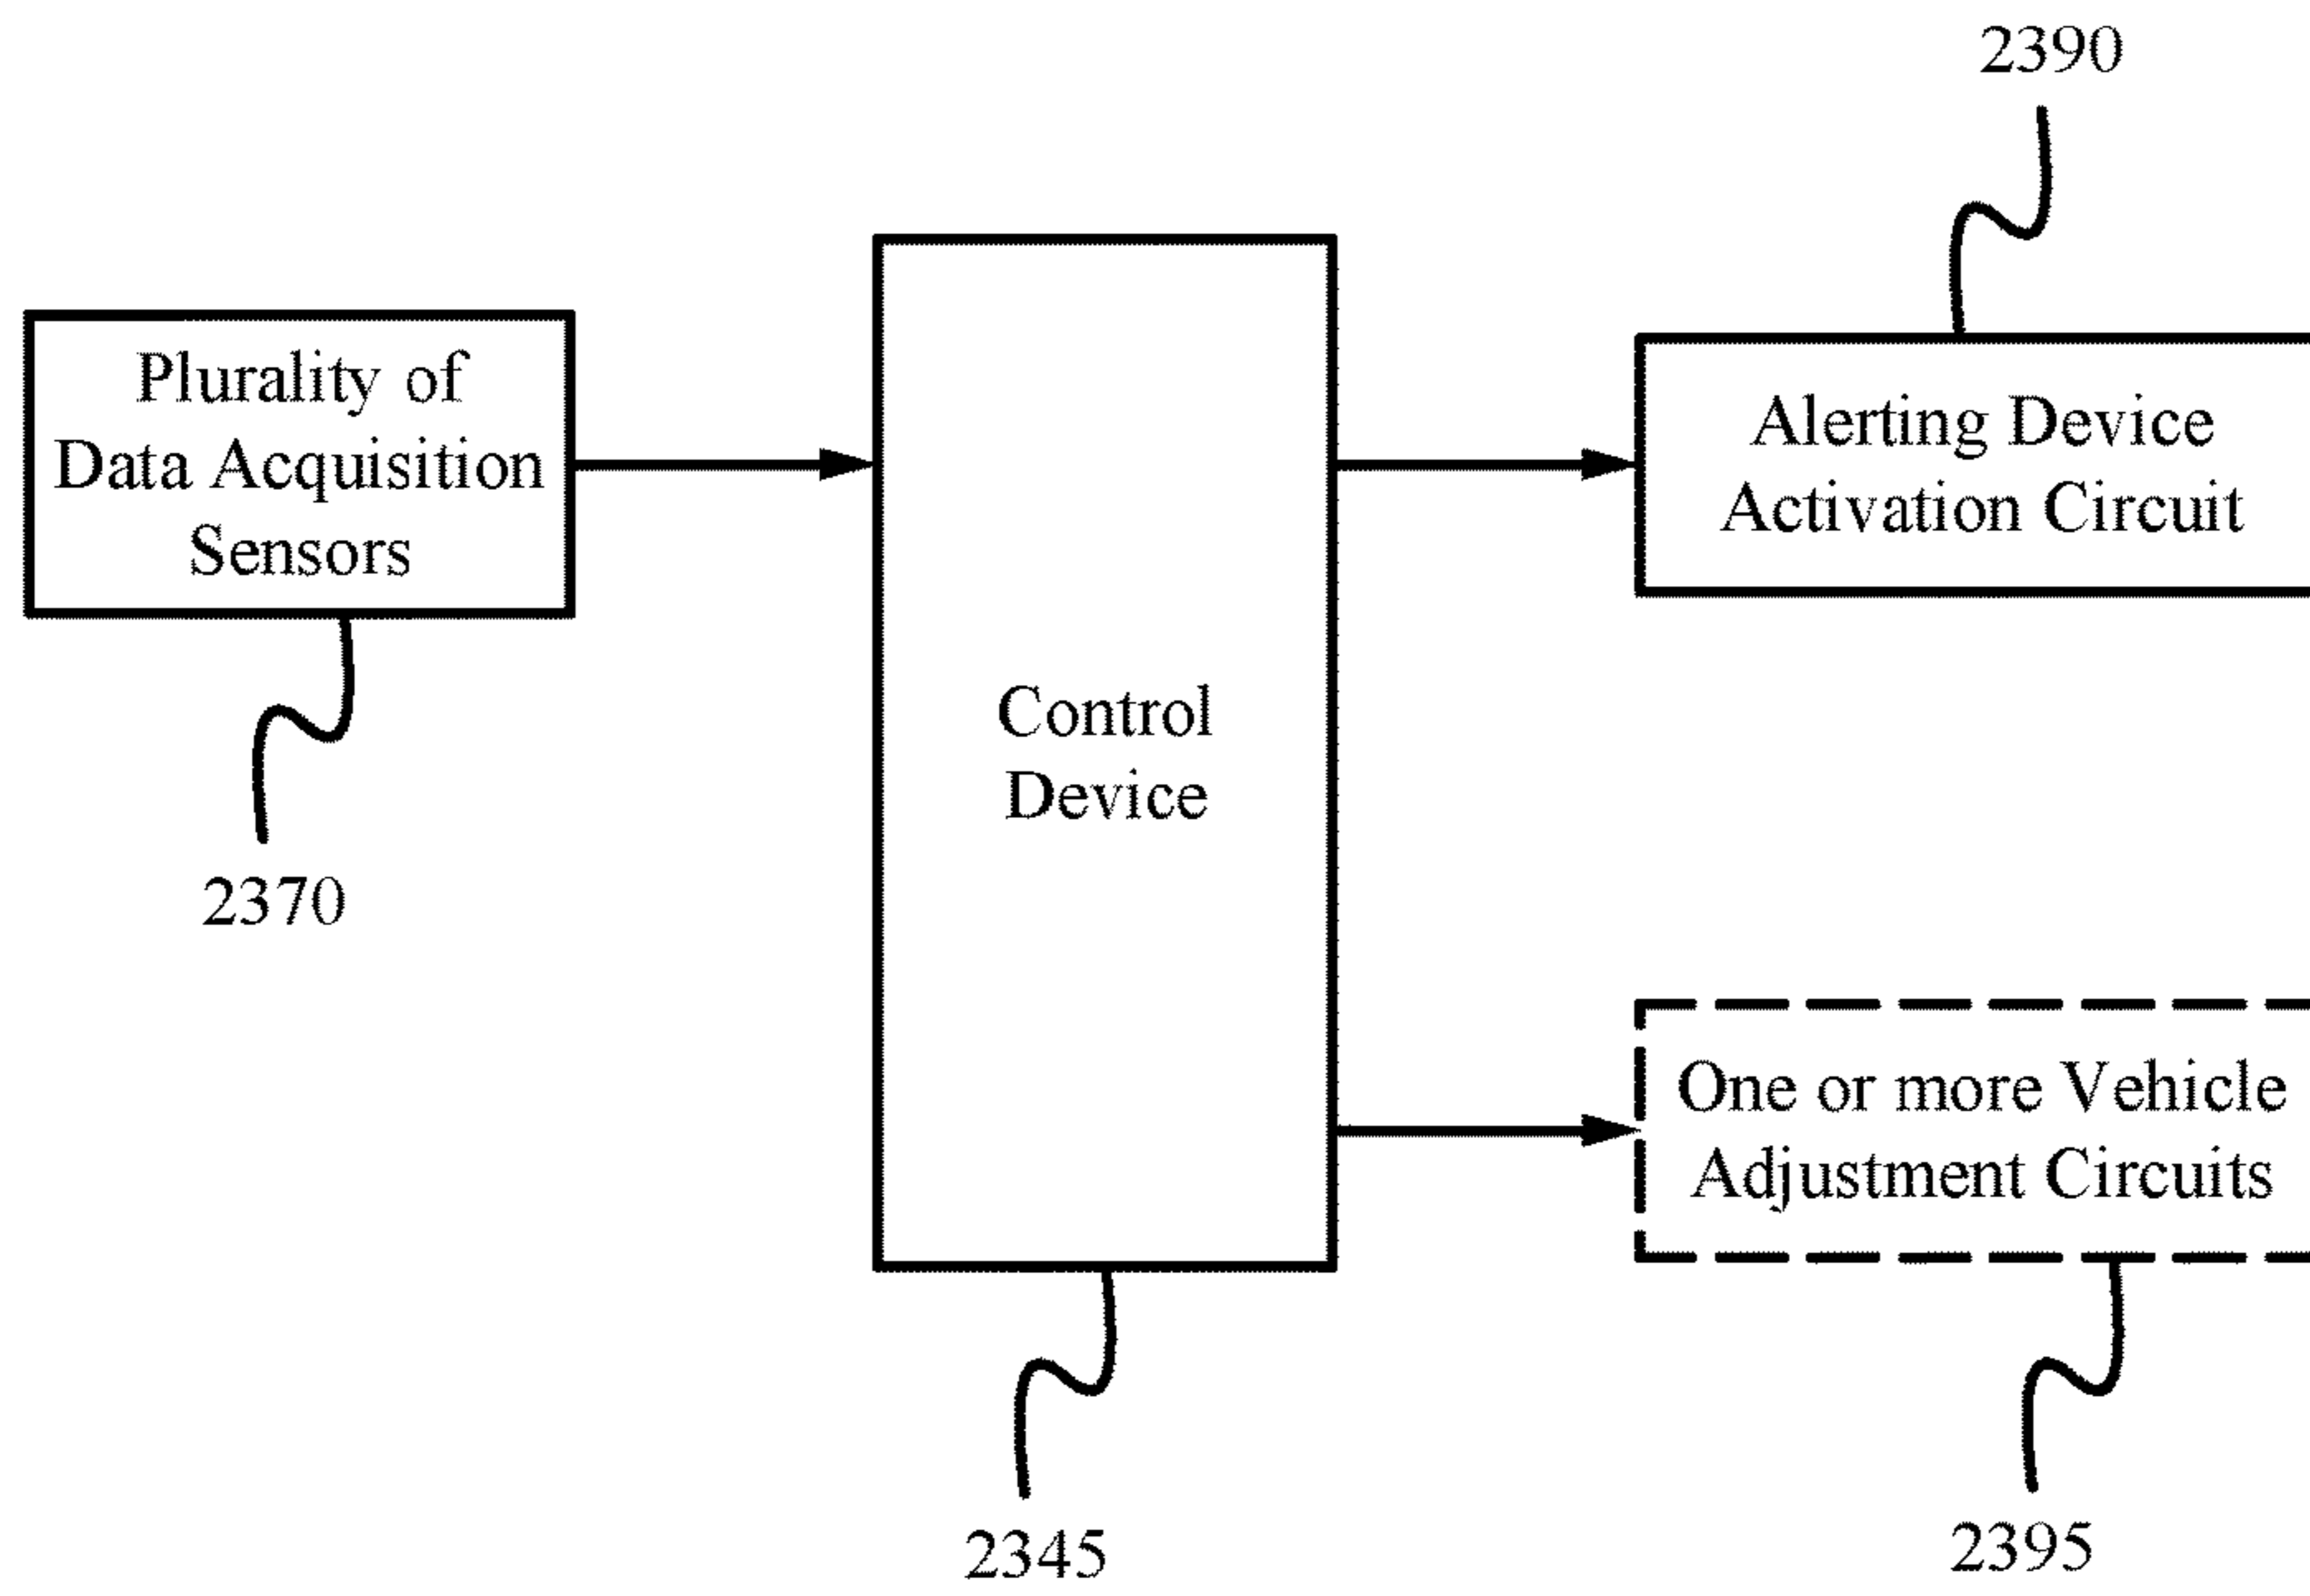 2390
Plurality of
Data Acquisition
Sensors
2370
Control
Device
2345
Alerting Device
Activation Circuit
One or more Vehicle
Adjustment Circuits
2395